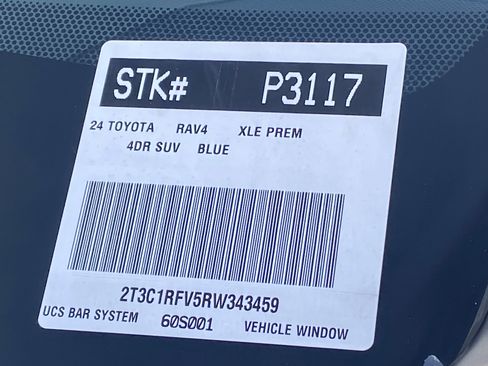 STK# P3117
24 TOYOTA RAV4 XLE PREM
4DR SUV BLUE
2T3C1RFV5RW343459
UCS BAR SYSTEM 60S001 VEHICLE WINDOW